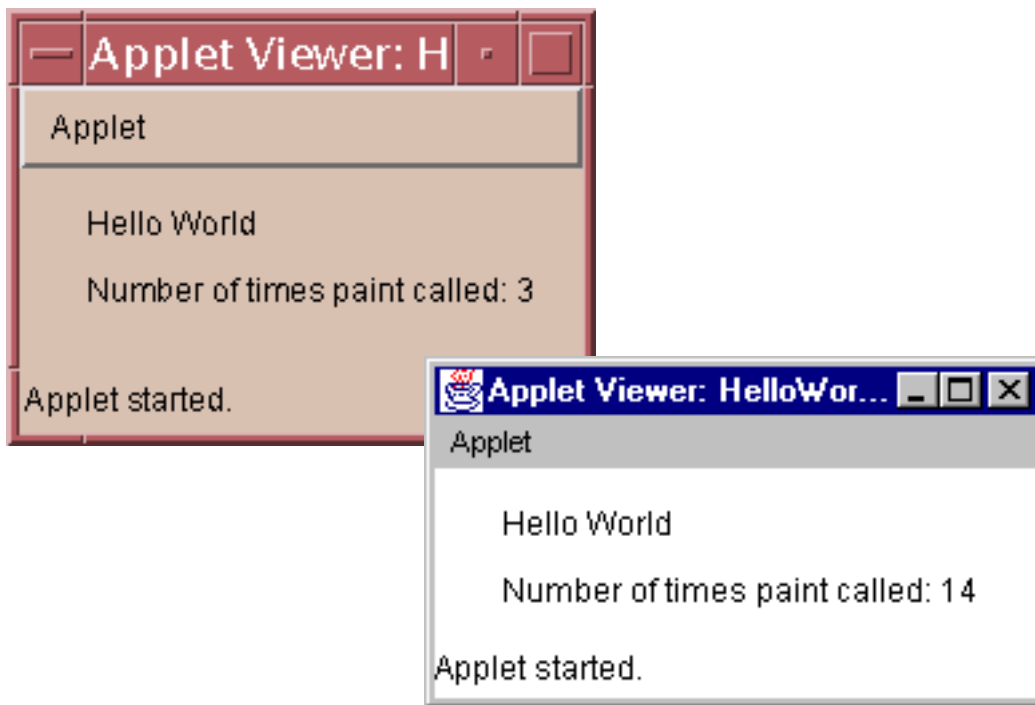 Applet Viewer: H
Applet
Hello World
Number of times paint called: 3
Applet started.
Applet Viewer: HelloWor...
Applet
Hello World
Number of times paint called: 14
Applet started.